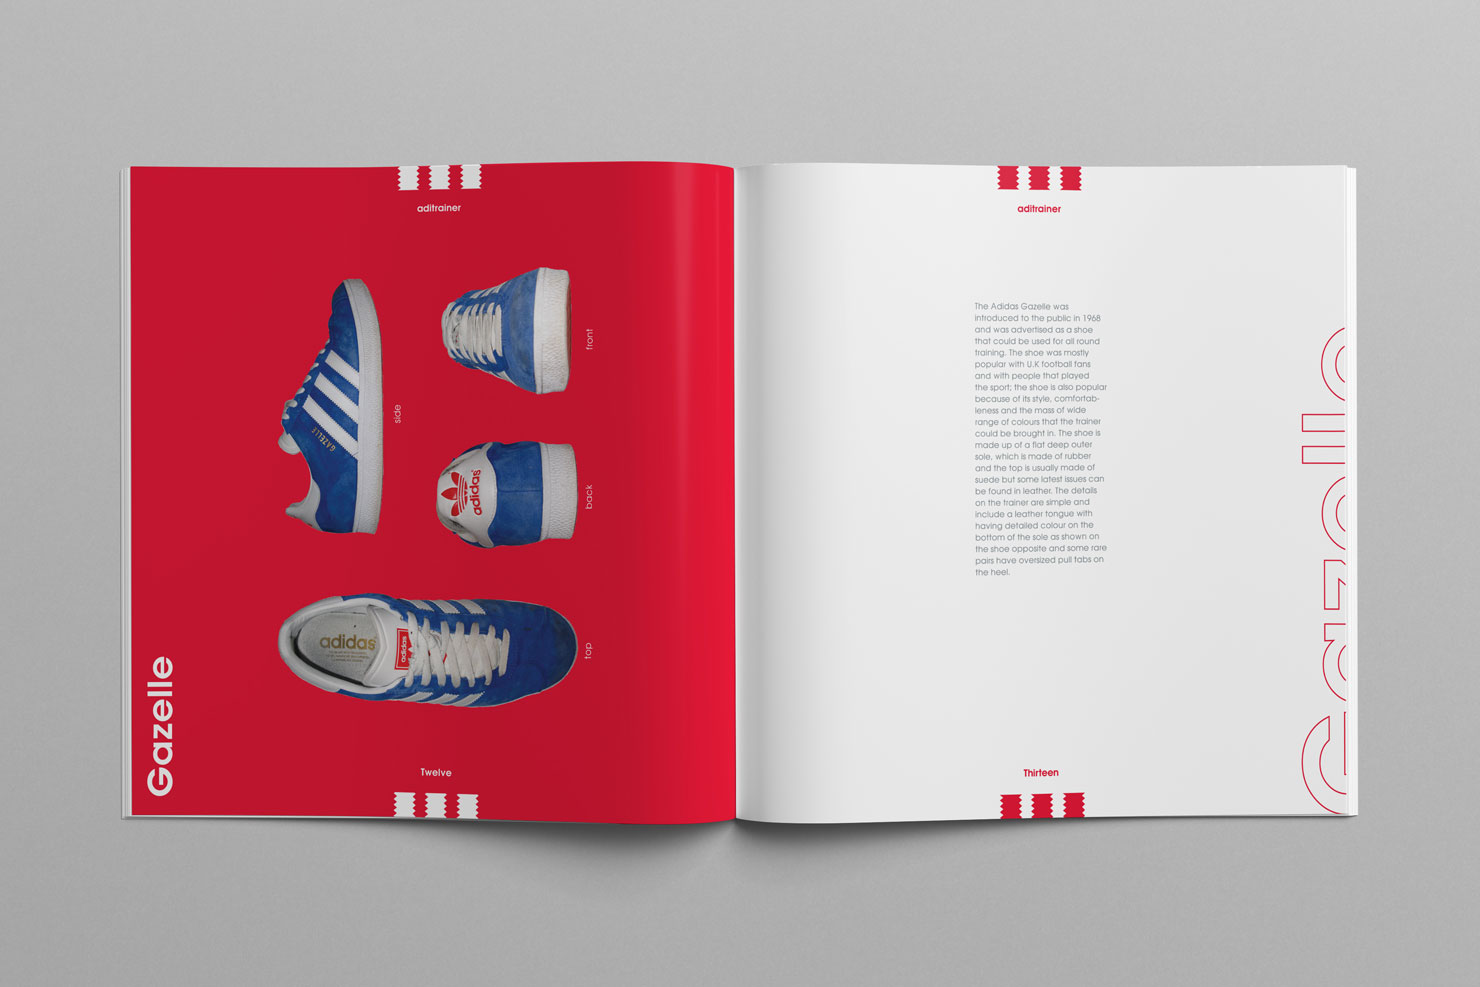 aditrainer
front
side
GAZELLE
back
adidas
adidas
adidas
top
Gazelle
Twelve
aditrainer
The Adidas Gazelle was
introduced to the public in 1968
and was advertised as a shoe
that could be used for all round
training. The shoe was mostly
popular with U.K football fans
and with people that played
the sport; the shoe is also popular
because of its style, comfortab-
leness and the mass of wide
range of colours that the trainer
could be brought in. The shoe is
made up of a flat deep outer
sole, which is made of rubber
and the top is usually made of
suede but some latest issues can
be found in leather. The details
on the trainer are simple and
include a leather tongue with
having detailed colour on the
bottom of the sole as shown on
the shoe opposite and some rare
pairs have oversized pull tabs on
the heel.
Gazelle
Thirteen